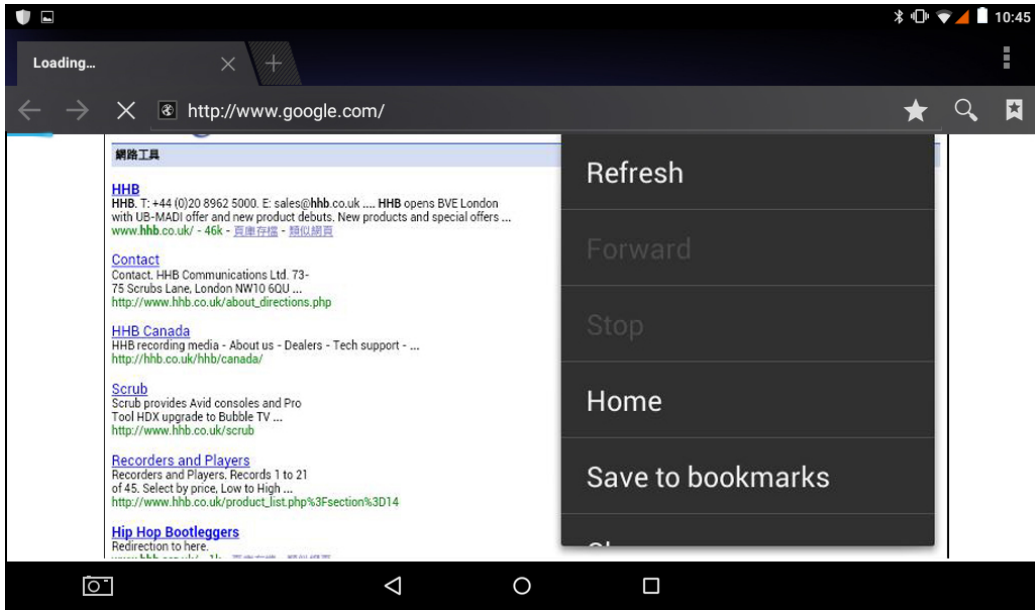 10:45
Loading...
http://www.google.com/
網路工具
HHB
HHB. T: +44 (0)20 8962 5000. E: sales@hhb.co.uk .... HHB opens BVE London
with UB-MADI offer and new product debuts. New products and special offers ...
www.hhb.co.uk/ - 46k - 頁庫存檔 - 類似網頁
Contact
Contact. HHB Communications Ltd. 73-
75 Scrubs Lane, London NW10 6QU ...
http://www.hhb.co.uk/about_directions.php
HHB Canada
HHB recording media - About us - Dealers - Tech support - ...
http://hhb.co.uk/hhb/canada/
Scrub
Scrub provides Avid consoles and Pro
Tool HDX upgrade to Bubble TV ...
http://www.hhb.co.uk/scrub
Recorders and Players
Recorders and Players. Records 1 to 21
of 45. Select by price, Low to High ...
http://www.hhb.co.uk/product_list.php%3Fsection%3D14
Hip Hop Bootleggers
Redirection to here.
Refresh
Forward
Stop
Home
Save to bookmarks